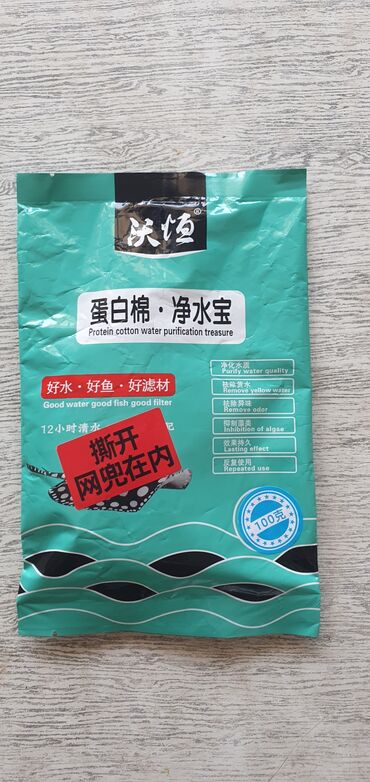 沃恒®
蛋白棉·净水宝
Protein cotton water purification treasure
好水·好鱼·好滤材
Good water good fish good filter
12小时清水
撕开
网兜在内
净化水质
Purify water quality
祛除黄水
Remove yellow water
祛除异味
Remove odor
抑制藻类
Inhibition of algae
效果持久
Lasting effect
反复使用
Repeated use
100克